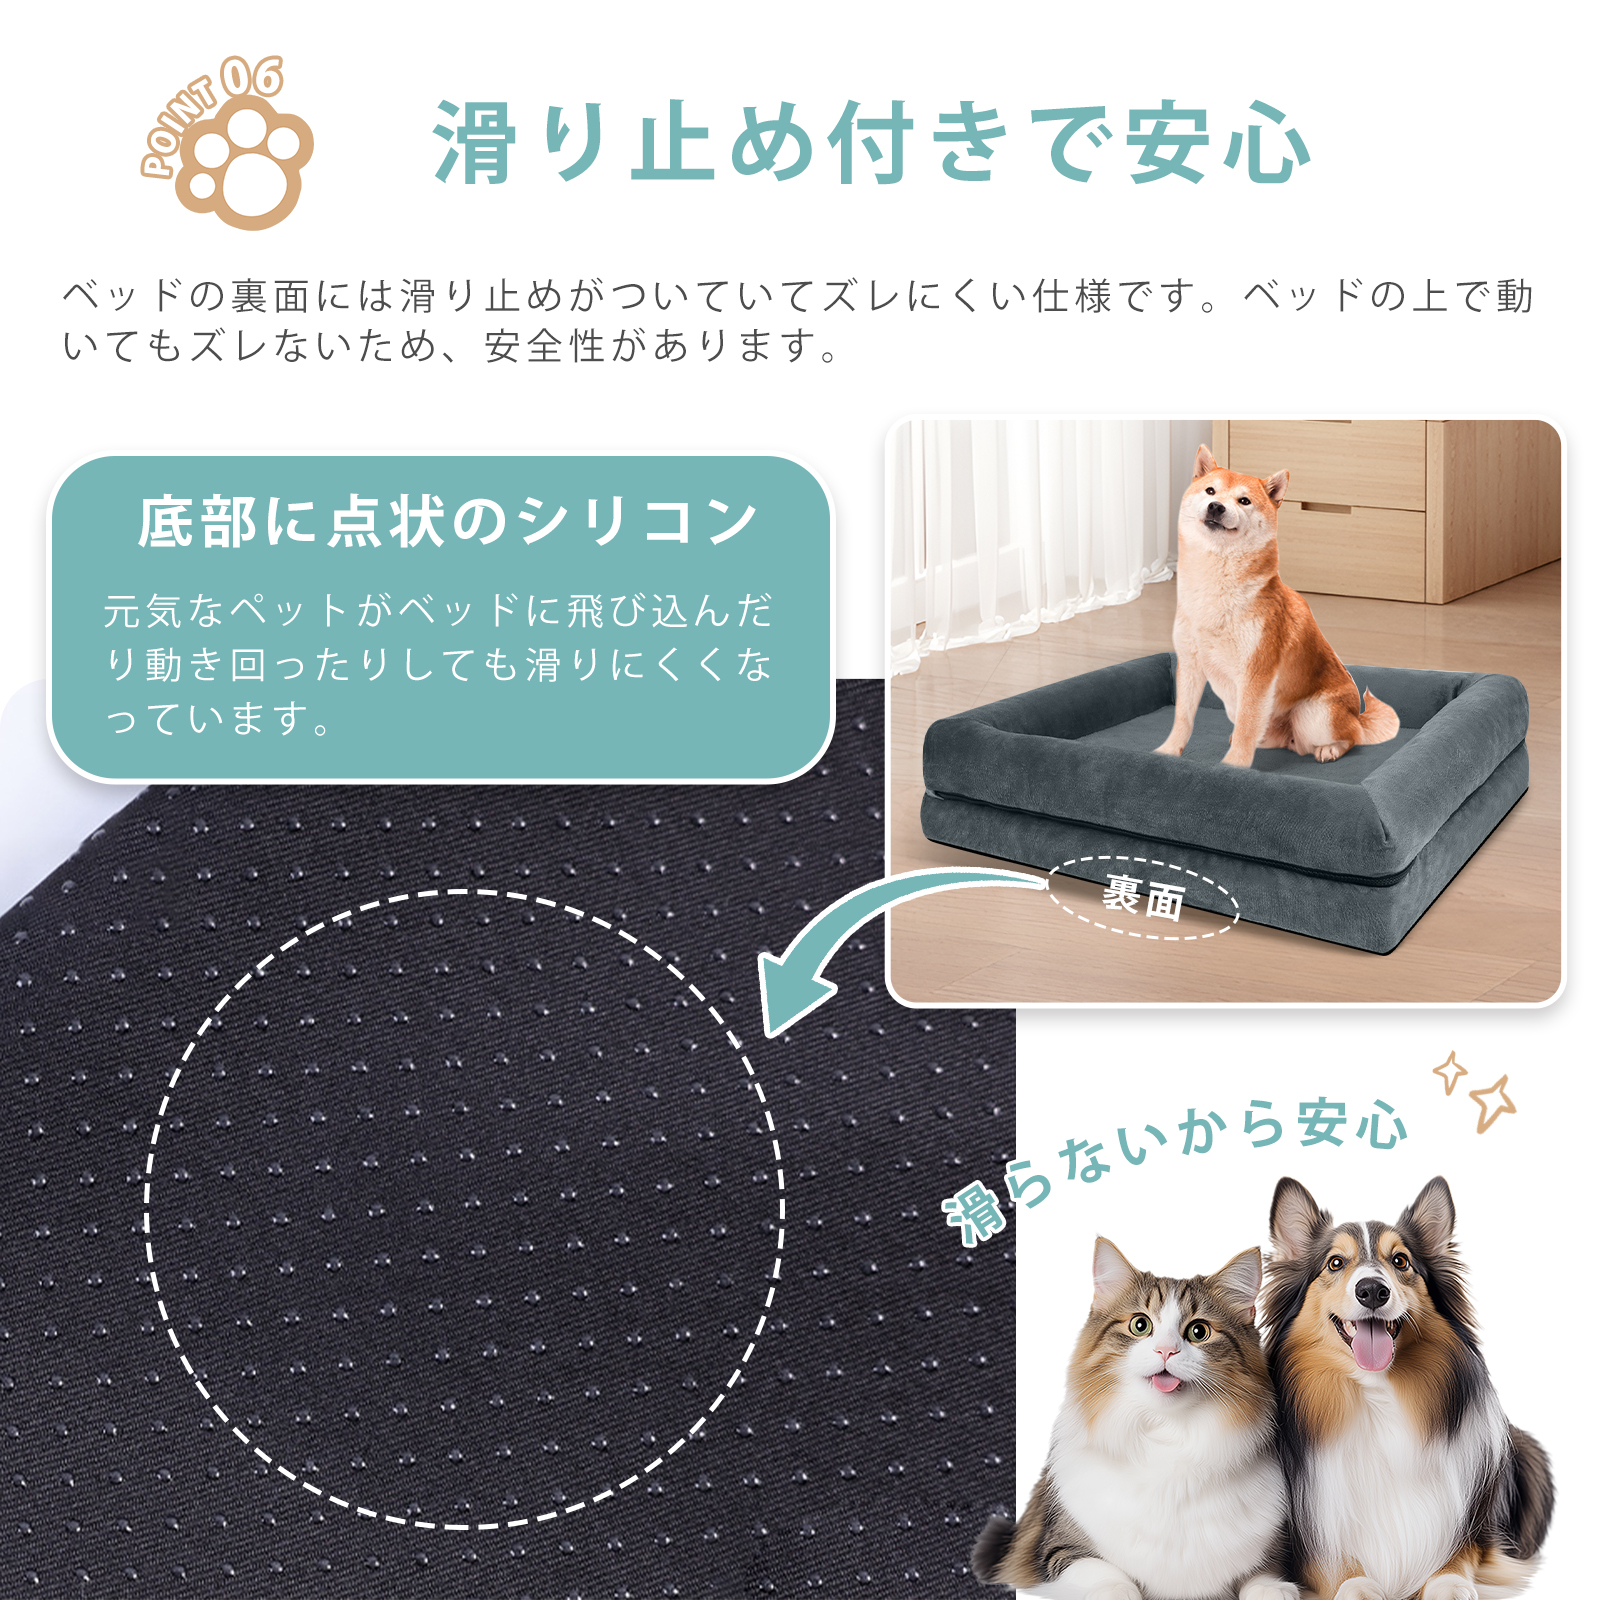 POINT 06
滑り止め付きで安心
ベッドの裏面には滑り止めがついていてズレにくい仕様です。ベッドの上で動
いてもズレないため、安全性があります。
底部に点状のシリコン
元気なペットがベッドに飛び込んだ
り動き回ったりしても滑りにくくな
っています。
裏面
滑らないから安心